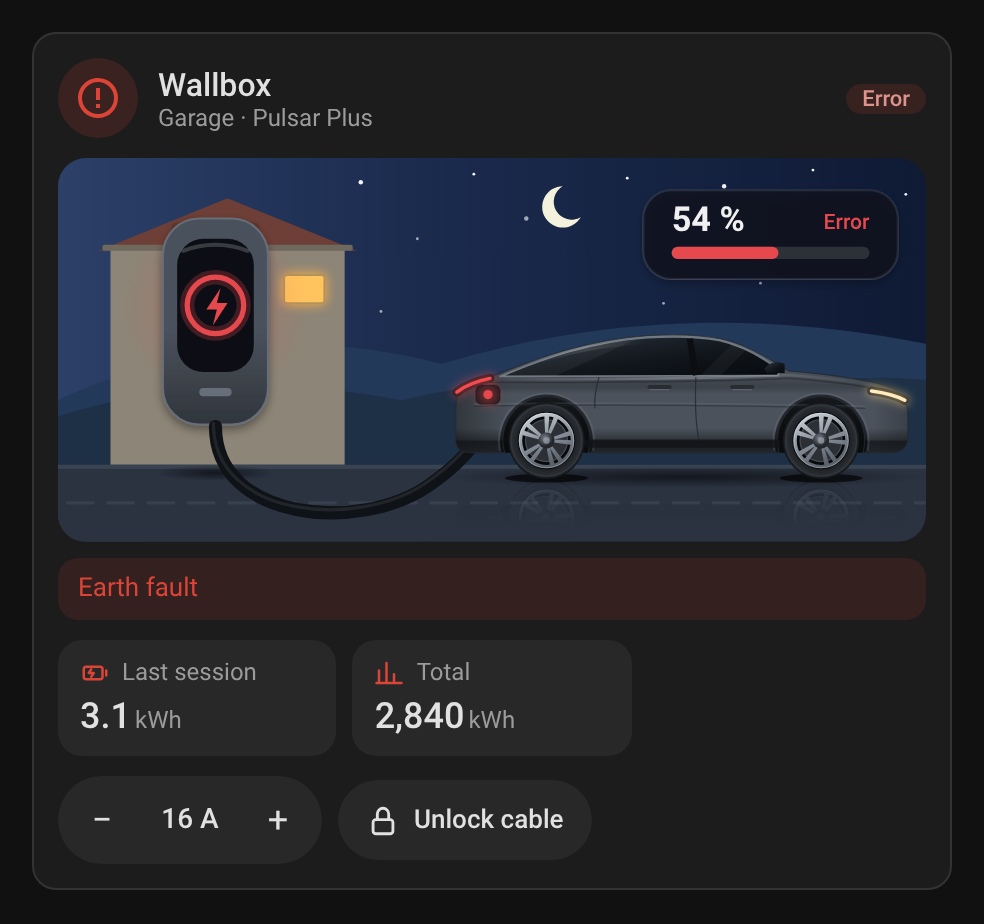 Wallbox
Garage · Pulsar Plus
Error
54 %
Error
Earth fault
Last session
3.1 kWh
Total
2,840 kWh
− 16 A +
Unlock cable